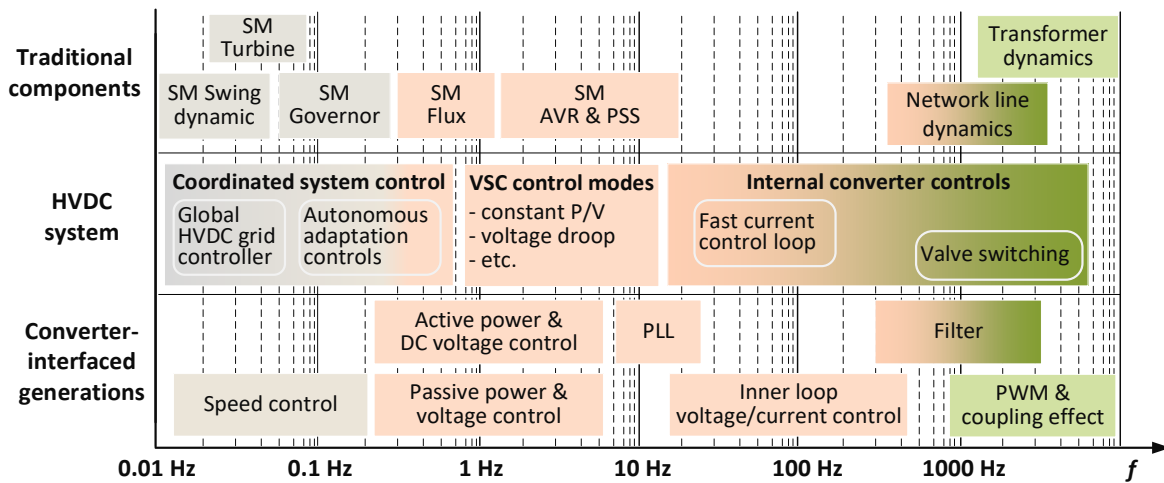 Traditional
components
SM
Turbine
SM Swing
dynamic
SM
Governor
SM
Flux
SM
AVR & PSS
Transformer
dynamics
Network line
dynamics
HVDC
system
Coordinated system control
Global
HVDC grid
controller
Autonomous
adaptation
controls
VSC control modes
- constant P/V
- voltage droop
- etc.
Internal converter controls
Fast current
control loop
Valve switching
Converter-
interfaced
generations
Active power &
DC voltage control
PLL
Filter
Speed control
Passive power &
voltage control
Inner loop
voltage/current control
PWM &
coupling effect
0.01 Hz
0.1 Hz
1 Hz
10 Hz
100 Hz
1000 Hz
f